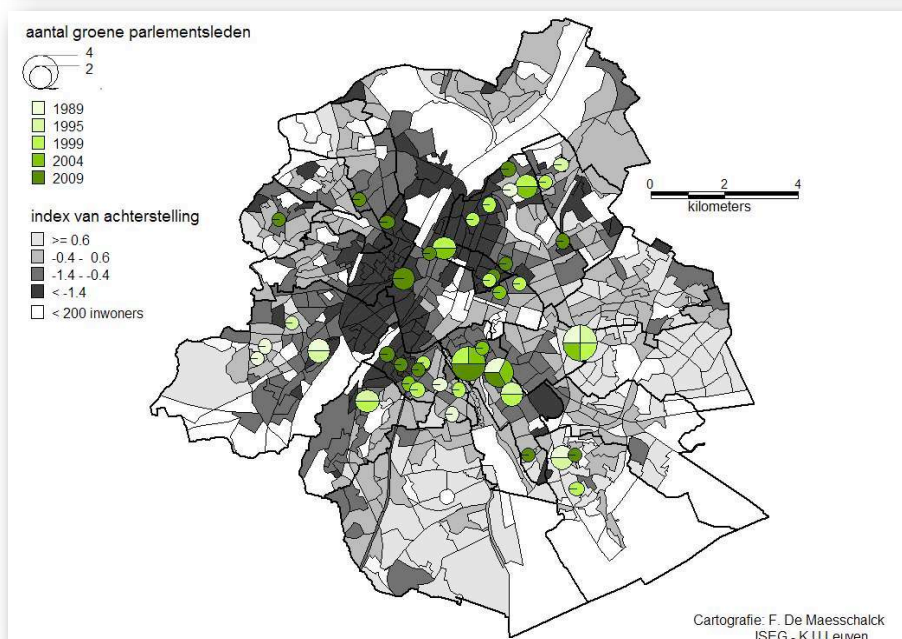 aantal groene parlementsleden
4
2
1989
1995
1999
2004
2009
index van achterstelling
>= 0.6
-0.4 - 0.6
-1.4 - -0.4
< -1.4
< 200 inwoners
0 2 4
kilometers
Cartografie: F. De Maesschalck
ISEG - K.U.Leuven